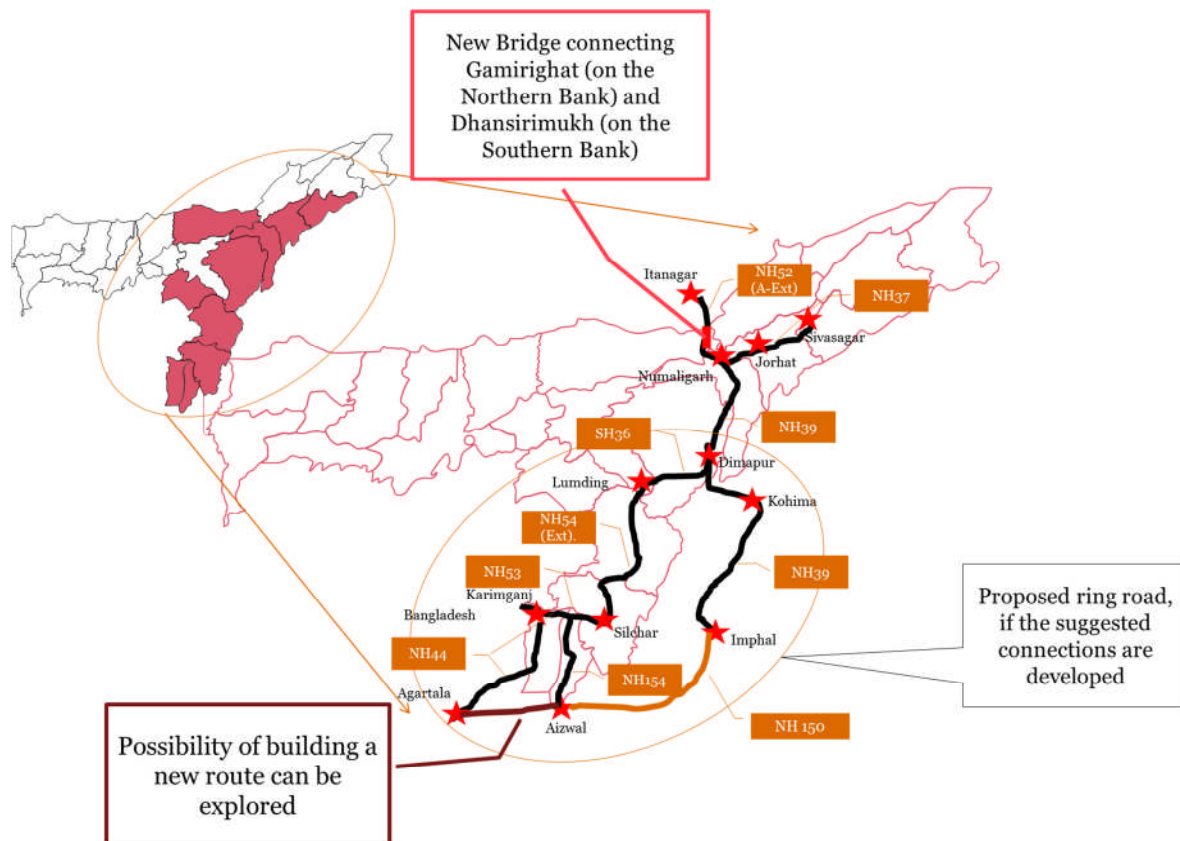 New Bridge connecting
Gamirighat (on the
Northern Bank) and
Dhansirimukh (on the
Southern Bank)
Itanagar
NH52
(A-Ext)
NH37
Sivasagar
Jorhat
Numaligarh
SH36
NH39
Dimapur
Lumding
Kohima
NH54
(Ext).
NH53
NH39
Karimganj
Bangladesh
Silchar
Imphal
Proposed ring road,
if the suggested
connections are
developed
NH44
NH154
Agartala
Aizwal
NH 150
Possibility of building a
new route can be
explored